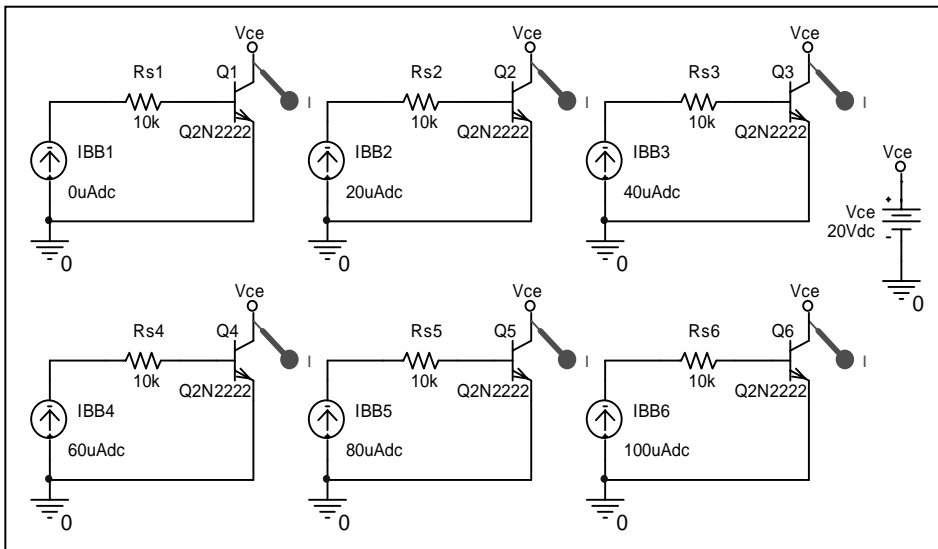 Vce
Rs1
Q1
10k
I
Q2N2222
IBB1
0uAdc
0
Vce
Rs2
Q2
10k
I
Q2N2222
IBB2
20uAdc
0
Vce
Rs3
Q3
10k
I
Q2N2222
IBB3
40uAdc
0
Vce
+
Vce
20Vdc
-
0
Vce
Rs4
Q4
10k
I
Q2N2222
IBB4
60uAdc
0
Vce
Rs5
Q5
10k
I
Q2N2222
IBB5
80uAdc
0
Vce
Rs6
Q6
10k
I
Q2N2222
IBB6
100uAdc
0